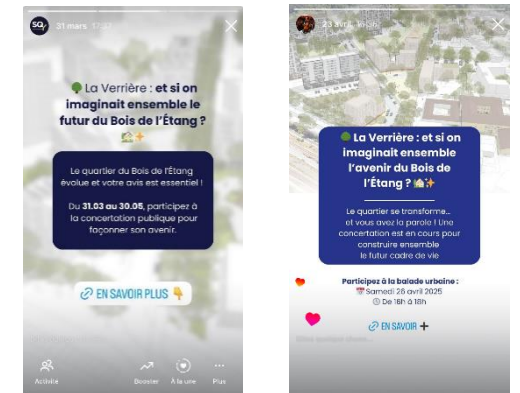 SQY
31 mars 17:37
La Verrière : et si on
imaginait ensemble le
futur du Bois de l'Étang ?
Le quartier du Bois de l'Étang
évolue et votre avis est essentiel !
Du 31.03 au 30.05, participez à
la concertation publique pour
façonner son avenir.
EN SAVOIR PLUS
Activité
Booster
À la une
Plus
23 avril
La Verrière : et si on
imaginait ensemble
l'avenir du Bois de
l'Étang ?
Le quartier se transforme...
et vous avez la parole ! Une
concertation est en cours pour
construire ensemble
le futur cadre de vie
Participez à la balade urbaine :
Samedi 26 avril 2025
De 16h à 18h
EN SAVOIR +